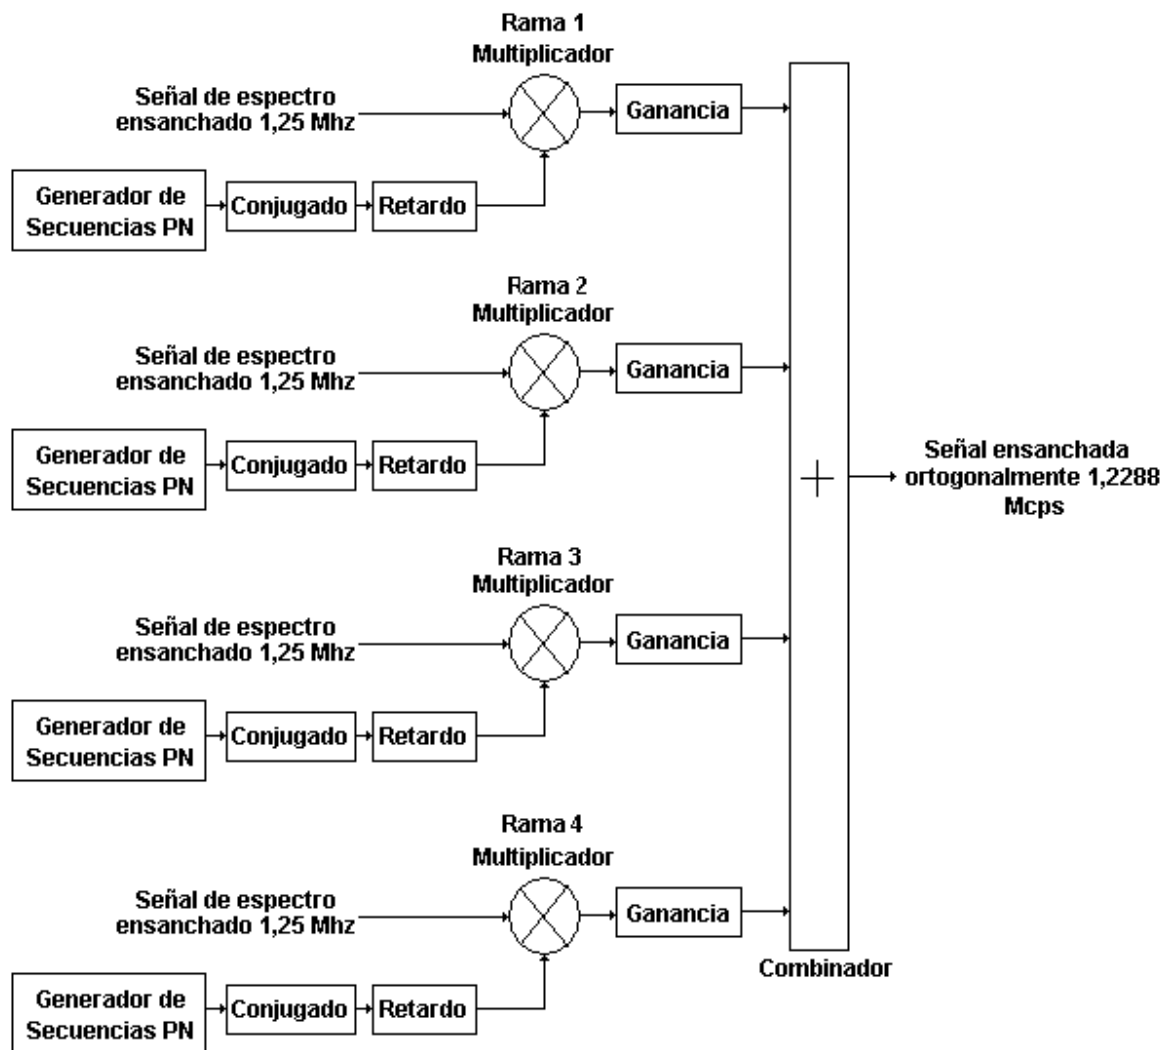 Rama 1
Multiplicador
Señal de espectro
ensanchado 1,25 Mhz
Ganancia
Generador de
Secuencias PN
Conjugado
Retardo
Rama 2
Multiplicador
Señal de espectro
ensanchado 1,25 Mhz
Ganancia
Generador de
Secuencias PN
Conjugado
Retardo
Señal ensanchada
ortogonalmente 1,2288
Mcps
+
Rama 3
Multiplicador
Señal de espectro
ensanchado 1,25 Mhz
Ganancia
Generador de
Secuencias PN
Conjugado
Retardo
Rama 4
Multiplicador
Señal de espectro
ensanchado 1,25 Mhz
Ganancia
Combinador
Generador de
Secuencias PN
Conjugado
Retardo